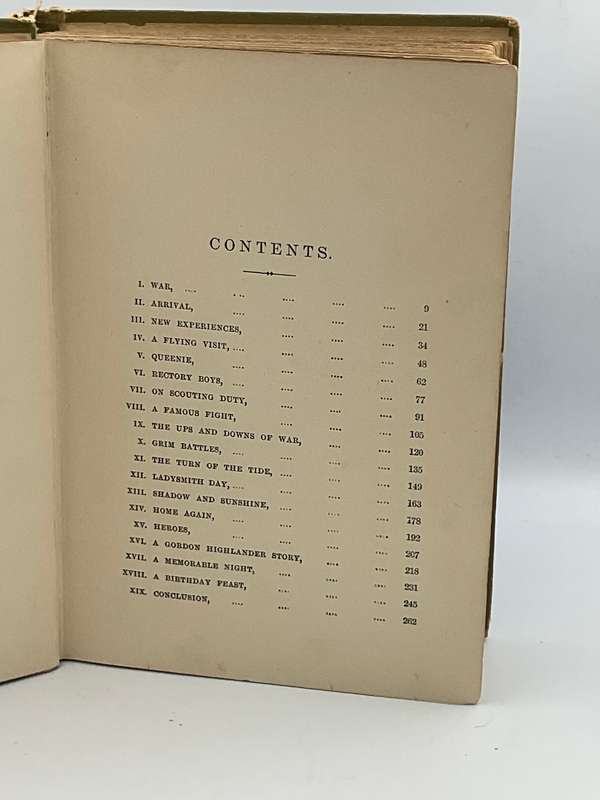 CONTENTS.
I. WAR, .... .... .... .... .... 9
II. ARRIVAL, .... .... .... .... 21
III. NEW EXPERIENCES, .... .... .... 34
IV. A FLYING VISIT, .... .... .... .... 48
V. QUEENIE, .... .... .... .... 62
VI. RECTORY BOYS, .... .... .... .... 77
VII. ON SCOUTING DUTY, .... .... .... 91
VIII. A FAMOUS FIGHT, .... .... .... 105
IX. THE UPS AND DOWNS OF WAR, .... .... 120
X. GRIM BATTLES, .... .... .... .... 135
XI. THE TURN OF THE TIDE, .... .... .... 149
XII. LADYSMITH DAY, .... .... .... .... 163
XIII. SHADOW AND SUNSHINE, .... .... .... 178
XIV. HOME AGAIN, .... .... .... .... 192
XV. HEROES, .... .... .... .... 207
XVI. A GORDON HIGHLANDER STORY, .... .... 218
XVII. A MEMORABLE NIGHT, .... .... .... 231
XVIII. A BIRTHDAY FEAST, .... .... .... 245
XIX. CONCLUSION, .... .... .... .... 262